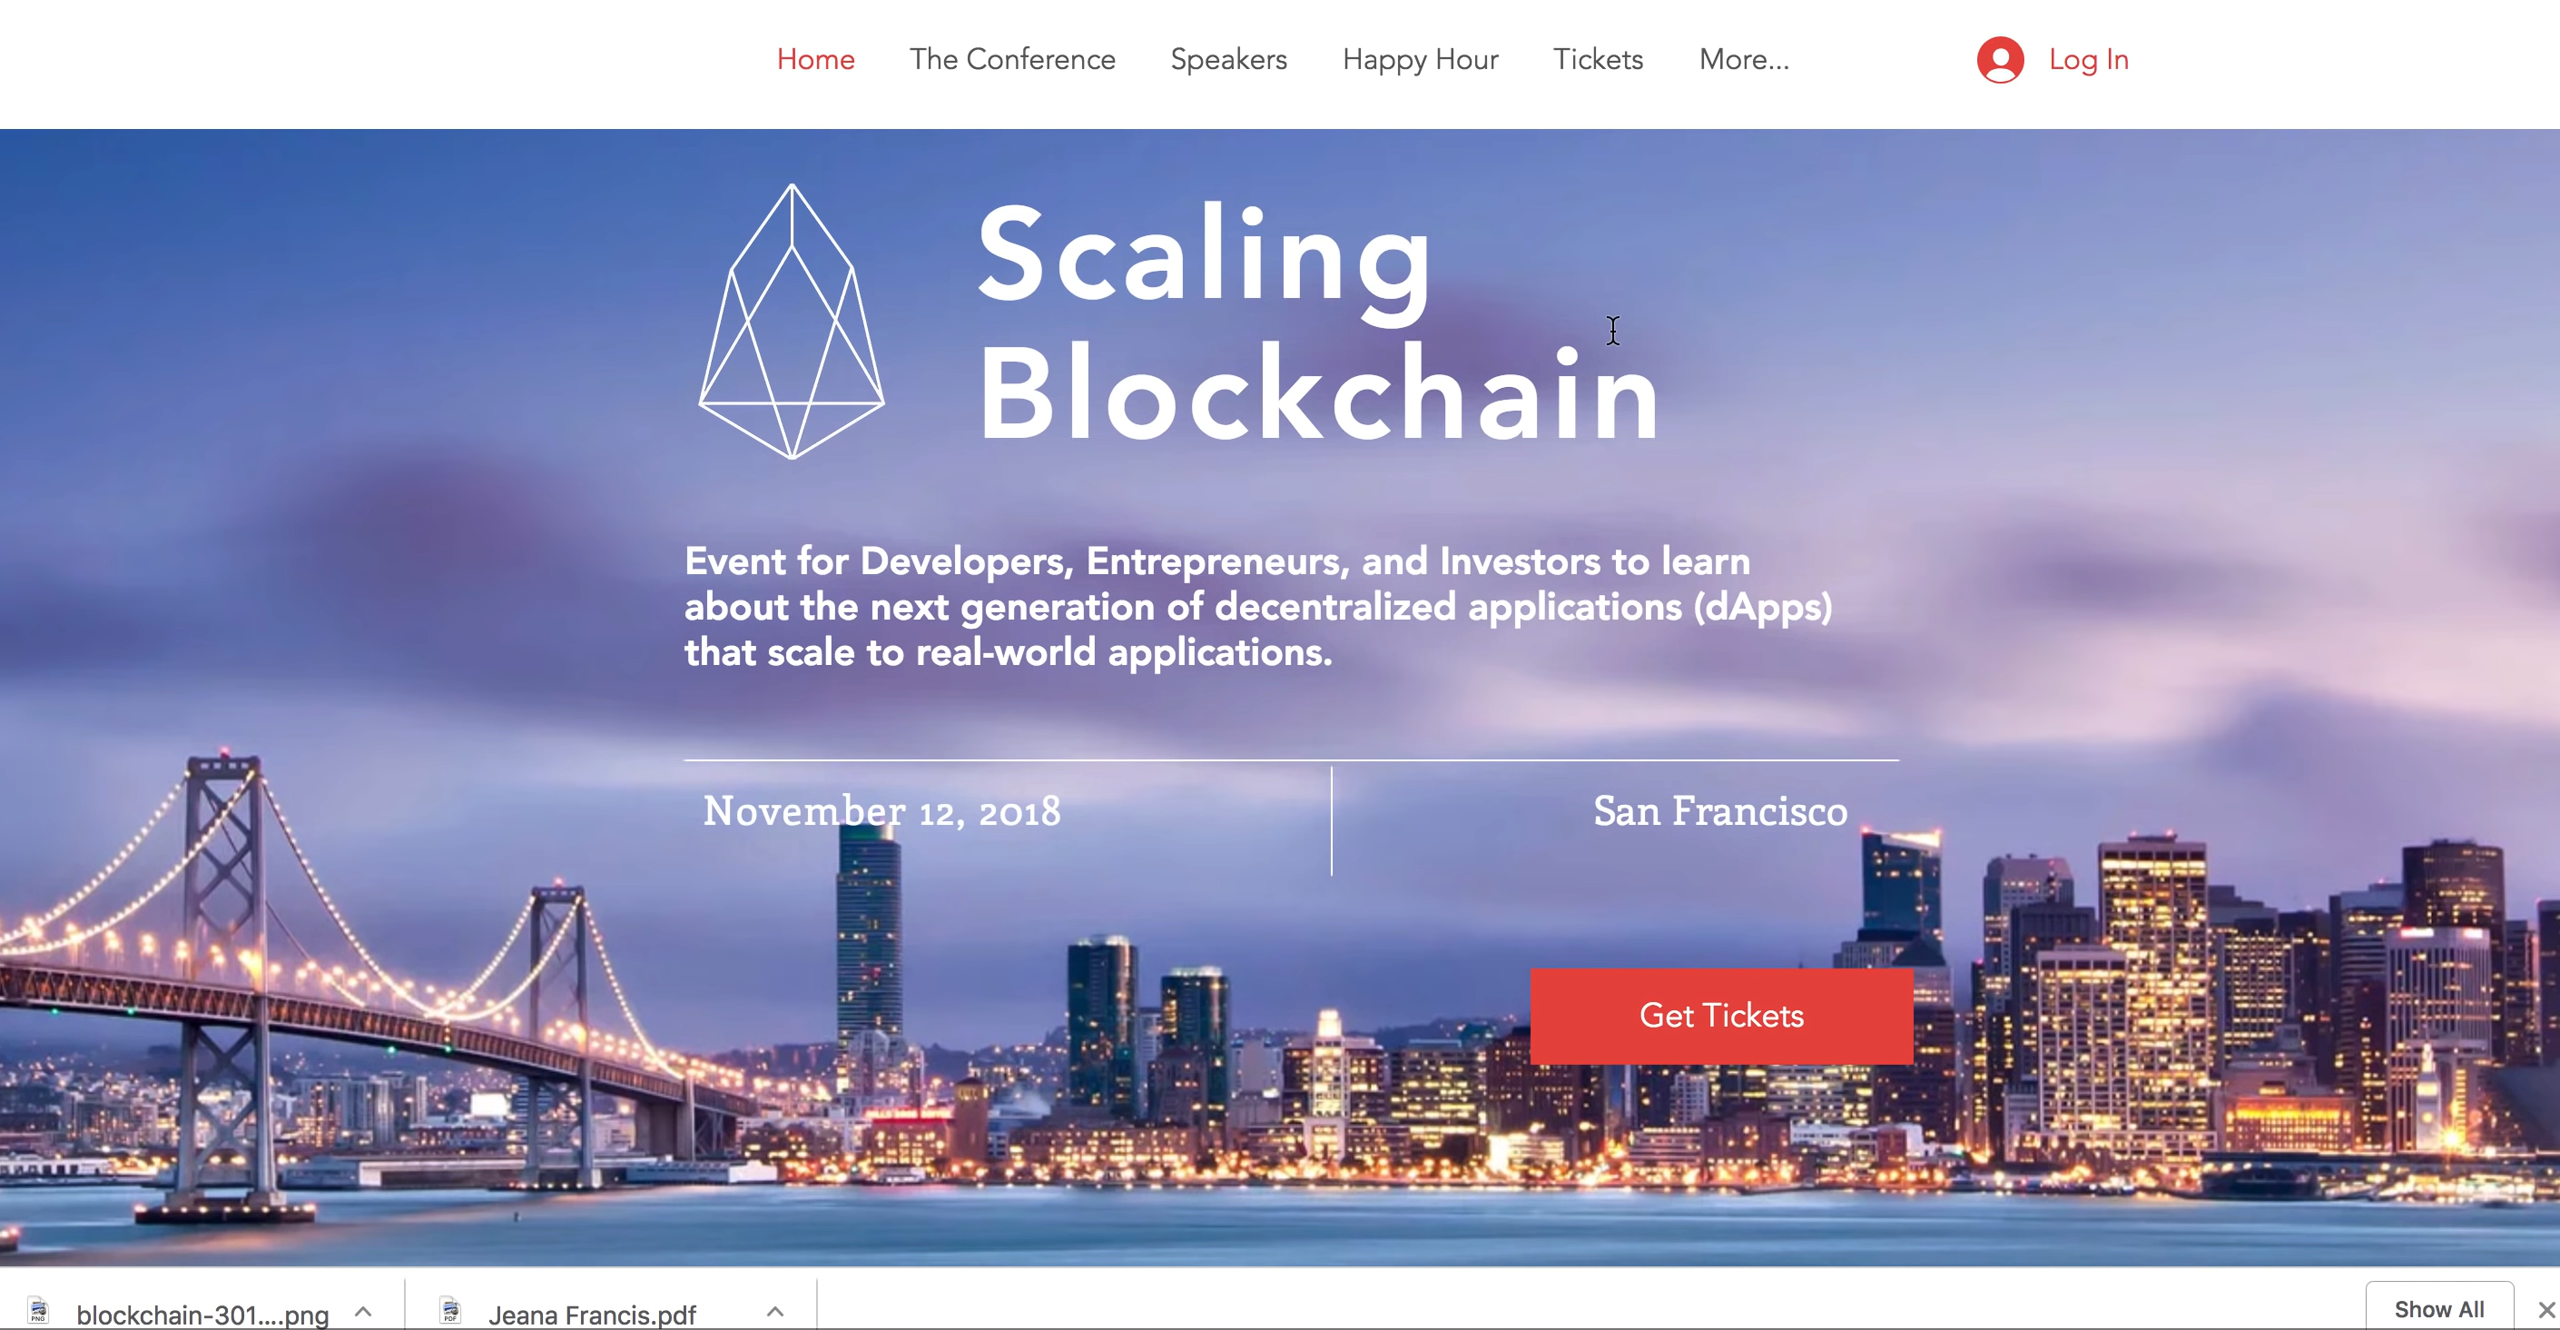 Home The Conference Speakers Happy Hour Tickets More... Log In
Scaling
Blockchain
Event for Developers, Entrepreneurs, and Investors to learn
about the next generation of decentralized applications (dApps)
that scale to real-world applications.
November 12, 2018
San Francisco
Get Tickets
blockchain-301....png
Jeana Francis.pdf
Show All